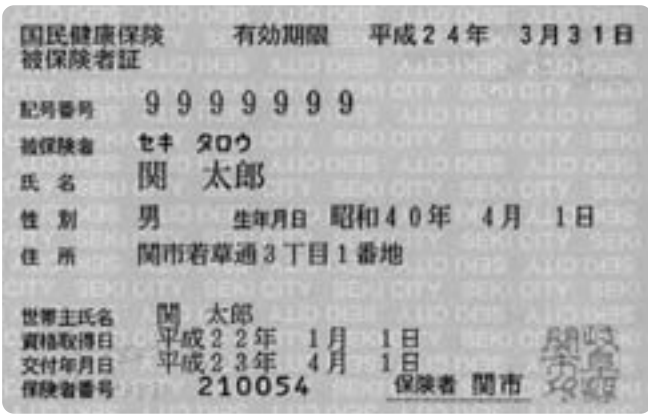 国民健康保険 有効期限 平成24年 3月31日
被保険者証
記号番号 9999999
被保険者 セキ タロウ
氏 名 関 太郎
性 別 男 生年月日 昭和40年 4月 1日
住 所 関市若草通3丁目1番地
世帯主氏名 関 太郎
資格取得日 平成22年 1月 1日
交付年月日 平成23年 4月 1日
保険者番号 210054 保険者 関市